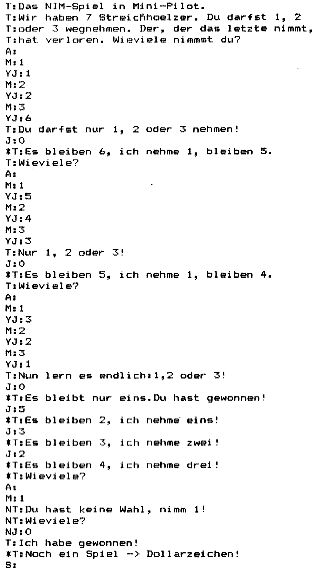 T:Das NIM-Spiel in Mini-Pilot.
T:Wir haben 7 Streichhoelzer. Du darfst 1, 2
T:oder 3 wegnehmen. Der, der das letzte nimmt,
T:hat verloren. Wieviele nimmst du?
A:
M:1
YJ:1
M:2
YJ:2
M:3
YJ:6
T:Du darfst nur 1, 2 oder 3 nehmen!
J:0
*T:Es bleiben 6, ich nehme 1, bleiben 5.
T:Wieviele?
A:
M:1
YJ:5
M:2
YJ:4
M:3
YJ:3
T:Nur 1, 2 oder 3!
J:0
*T:Es bleiben 5, ich nehme 1, bleiben 4.
T:Wieviele?
A:
M:1
YJ:3
M:2
YJ:2
M:3
YJ:1
T:Nun lern es endlich:1,2 oder 3!
J:0
*T:Es bleibt nur eins.Du hast gewonnen!
J:5
*T:Es bleiben 2, ich nehme eins!
J:3
*T:Es bleiben 3, ich nehme zwei!
J:2
*T:Es bleiben 4, ich nehme drei!
*T:Wieviele?
A:
M:1
NT:Du hast keine Wahl, nimm 1!
NT:Wieviele?
NJ:0
T:Ich habe gewonnen!
*T:Noch ein Spiel -> Dollarzeichen!
S: